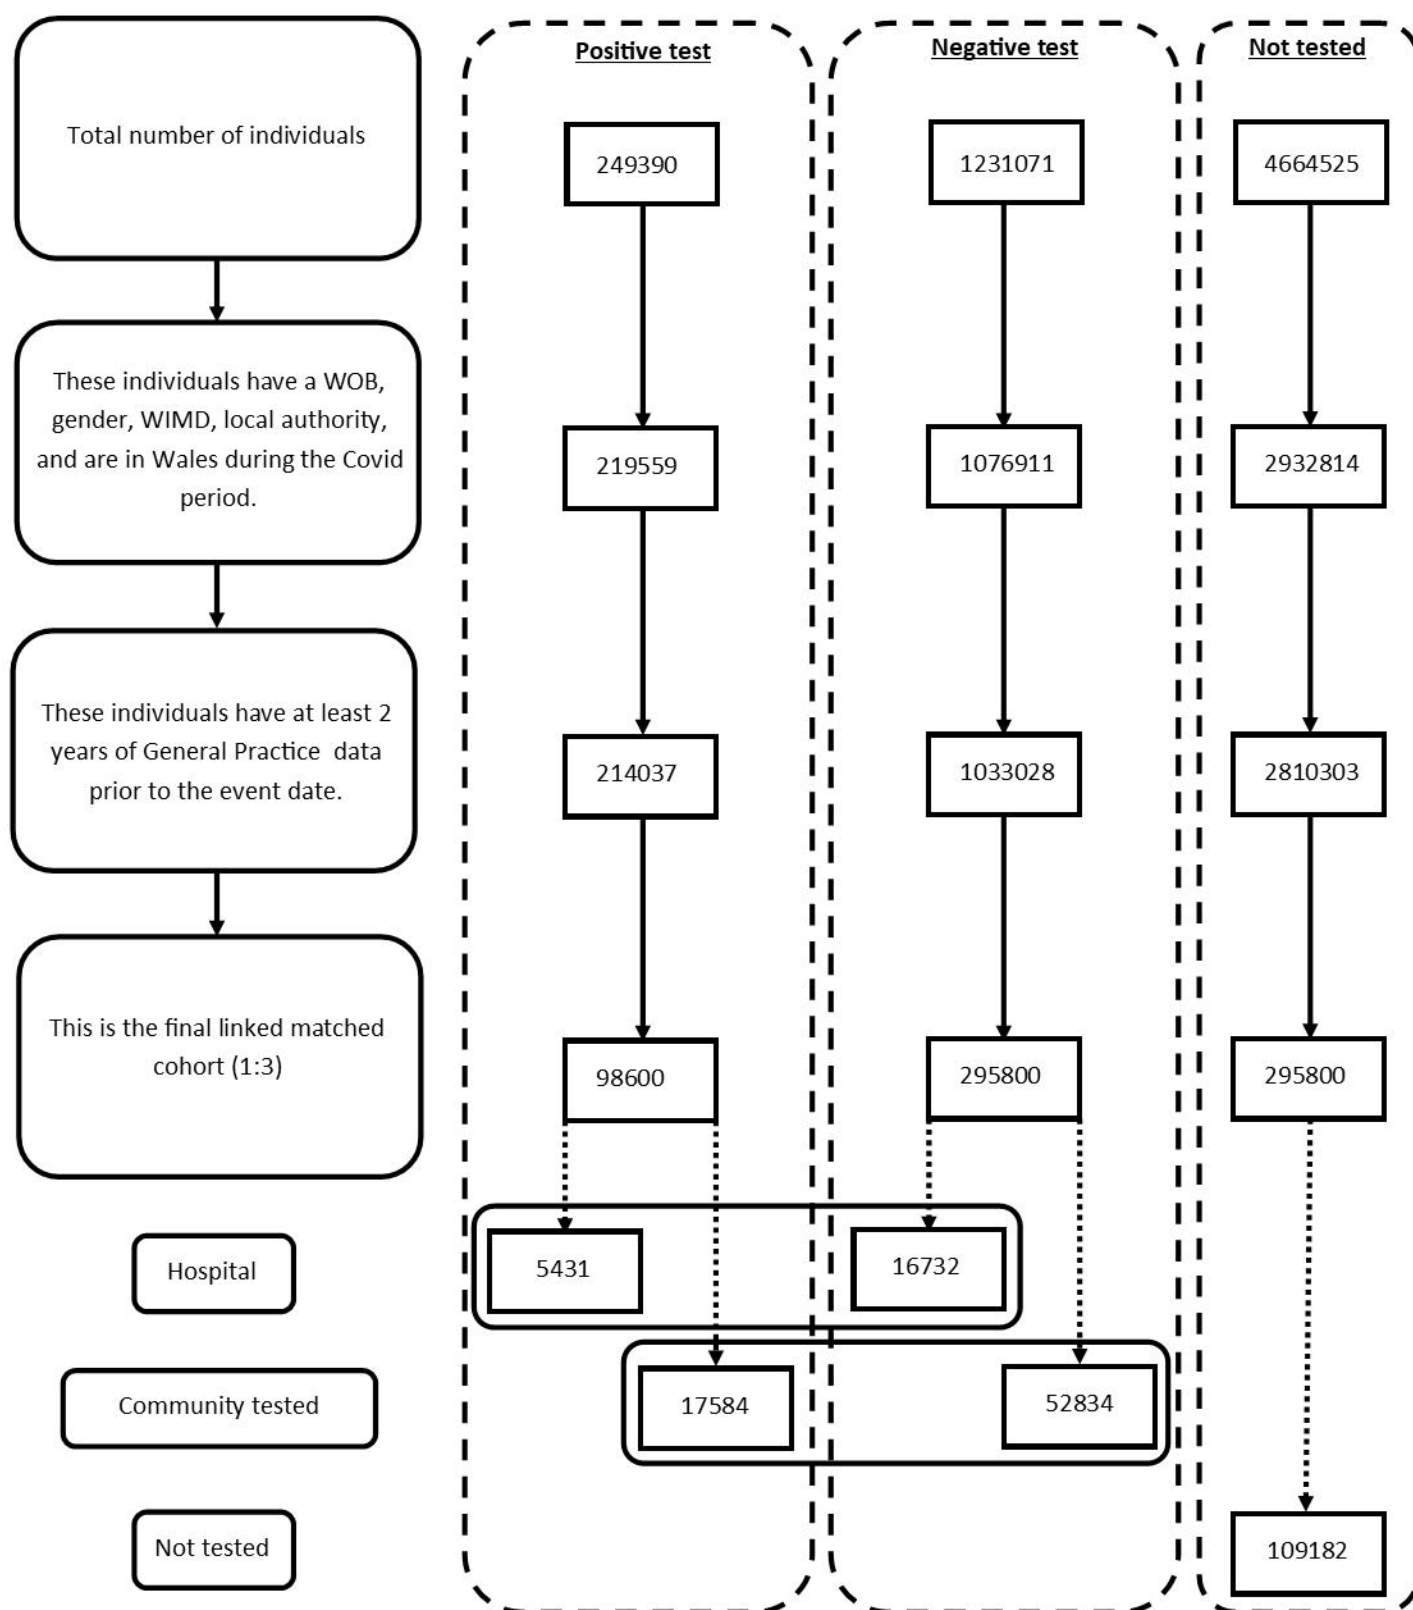 Positive test
Negative test
Not tested
Total number of individuals
249390
1231071
4664525
These individuals have a WOB,
gender, WIMD, local authority,
and are in Wales during the Covid
period.
219559
1076911
2932814
These individuals have at least 2
years of General Practice data
prior to the event date.
214037
1033028
2810303
This is the final linked matched
cohort (1:3)
98600
295800
295800
Hospital
5431
16732
Community tested
17584
52834
Not tested
109182